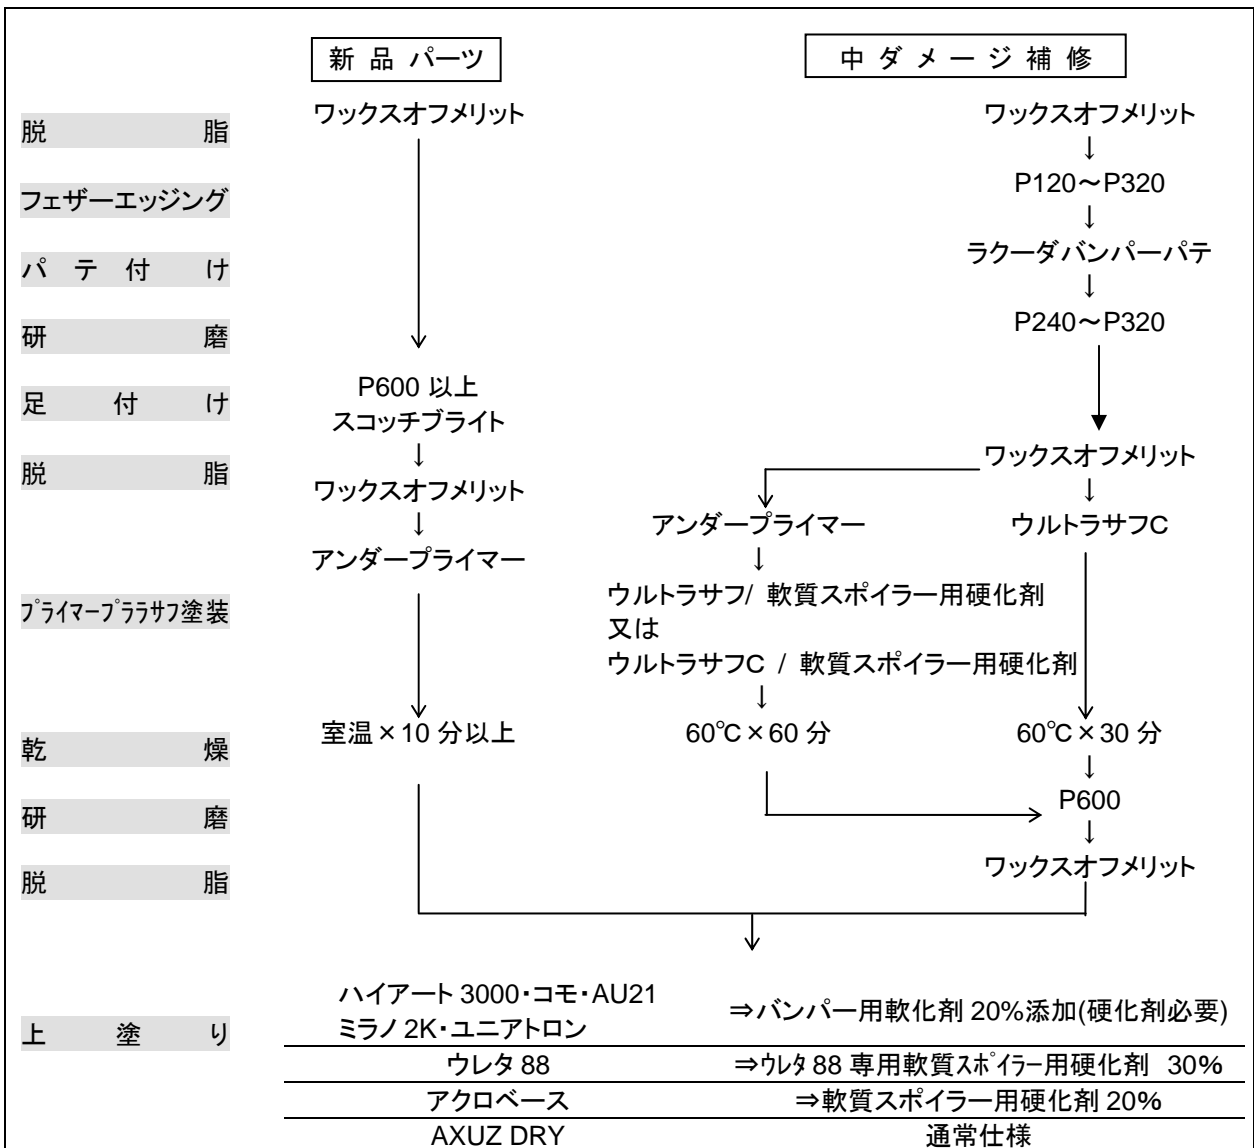 新 品 パーツ
中 ダ メ ー ジ 補 修
脱 脂
ワックスオフメリット
ワックスオフメリット
↓
フェザーエッジング
P120～P320
↓
パ テ 付 け
ラクーダバンパーパテ
↓
研 磨
P240～P320
足 付 け
P600 以上
スコッチブライト
↓
脱 脂
ワックスオフメリット
ワックスオフメリット
↓
↓
アンダープライマー
アンダープライマー
ウルトラサフC
↓
プライマープラサフ塗装
ウルトラサフ/ 軟質スポイラー用硬化剤
又は
ウルトラサフC / 軟質スポイラー用硬化剤
↓
乾 燥
室温×10 分以上
60℃×60 分
60℃×30 分
↓
研 磨
P600
↓
脱 脂
ワックスオフメリット
上 塗 り
ハイアート 3000・コモ・AU21
ミラノ 2K・ユニアトロン
⇒バンパー用軟化剤 20%添加(硬化剤必要)
ウレタ 88
⇒ウレタ 88 専用軟質スポイラー用硬化剤 30%
アクロベース
⇒軟質スポイラー用硬化剤 20%
AXUZ DRY
通常仕様